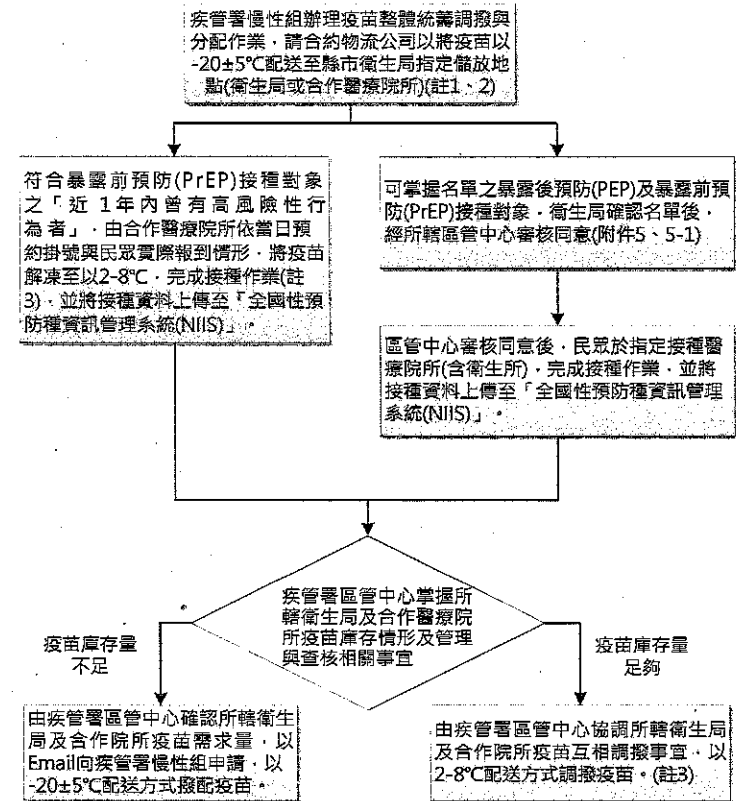 疾管署慢性組辦理疫苗整體統籌調撥與
分配作業，請合約物流公司以將疫苗以
-20±5℃配送至縣市衛生局指定儲放地
點(衛生局或合作醫療院所)(註1、2)
符合暴露前預防(PrEP)接種對象
之「近1年內曾有高風險性行
為者」，由合作醫療院所依當日預
約掛號與民眾實際報到情形，將疫苗
解凍至以2-8℃，完成接種作業(註
3)，並將接種資料上傳至「全國性預
防種資訊管理系統(NIIS)」。
可掌握名單之暴露後預防(PEP)及暴露前預
防(PrEP)接種對象，衛生局確認名單後，
經所轄區管中心審核同意(附件5、5-1)
區管中心審核同意後，民眾於指定接種醫
療院所(含衛生所)，完成接種作業，並將
接種資料上傳至「全國性預防種資訊管理
系統(NIIS)」。
疾管署區管中心掌握所
轄衛生局及合作醫療院
所疫苗庫存情形及管理
與查核相關事宜
疫苗庫存量
不足
疫苗庫存量
足夠
由疾管署區管中心確認所轄衛生
局及合作院所疫苗需求量，以
Email向疾管署慢性組申請，以
-20±5℃配送方式撥配疫苗。
由疾管署區管中心協調所轄衛生局
及合作院所疫苗互相調撥事宜，以
2-8℃配送方式調撥疫苗。(註3)